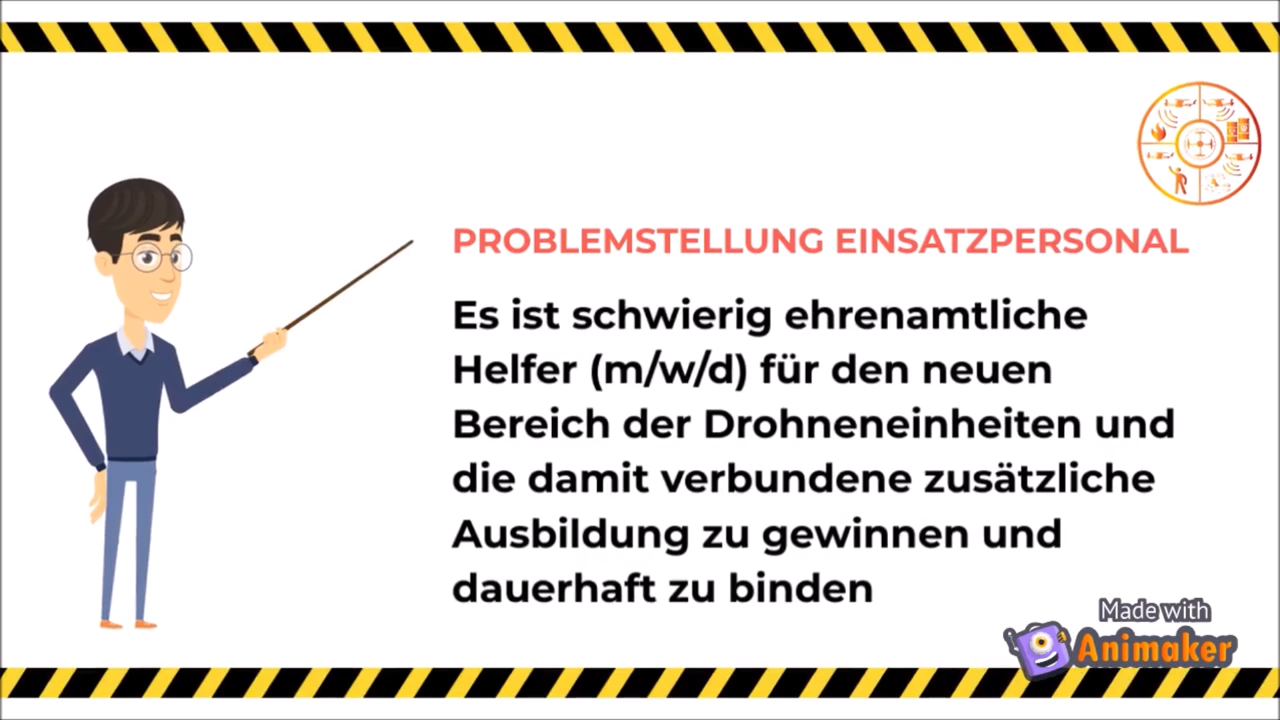 PROBLEMSTELLUNG EINSATZPERSONAL
Es ist schwierig ehrenamtliche
Helfer (m/w/d) für den neuen
Bereich der Drohneneinheiten und
die damit verbundene zusätzliche
Ausbildung zu gewinnen und
dauerhaft zu binden
Made with
Animaker